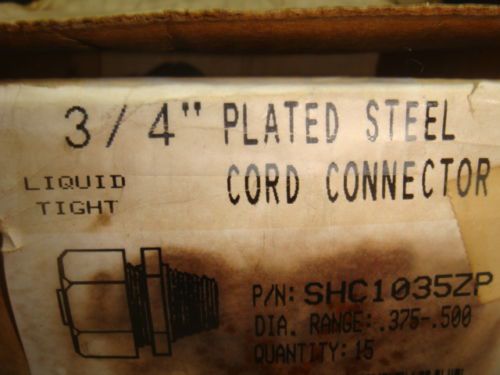 3/4" PLATED STEEL
LIQUID CORD CONNECTOR
TIGHT
P/N: SHC1035ZP
DIA. RANGE: .375-.500
QUANTITY: 15